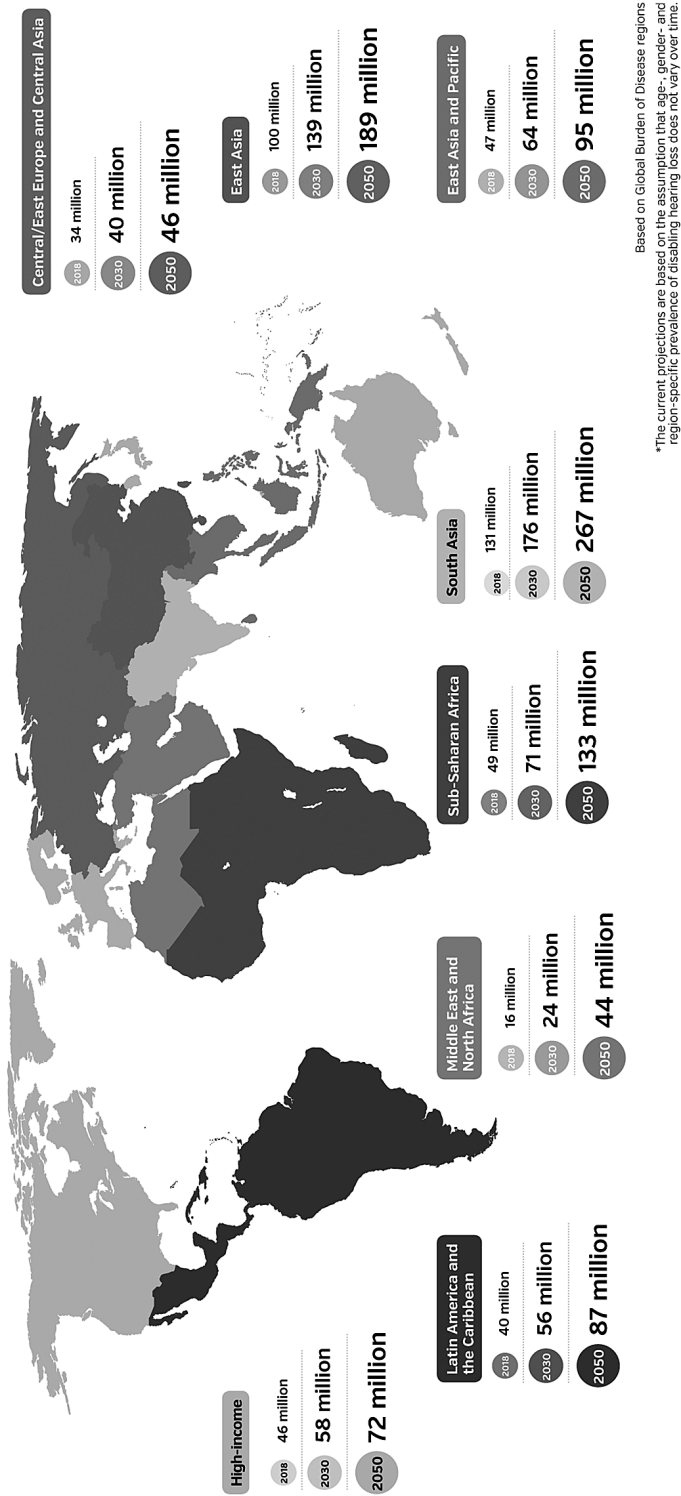 Central/East Europe and Central Asia
2018 34 million
2030 40 million
2050 46 million
High-income
2018 46 million
2030 58 million
2050 72 million
East Asia
2018 100 million
2030 139 million
2050 189 million
Latin America and
the Caribbean
2018 40 million
2030 56 million
2050 87 million
Middle East and
North Africa
2018 16 million
2030 24 million
2050 44 million
Sub-Saharan Africa
2018 49 million
2030 71 million
2050 133 million
South Asia
2018 131 million
2030 176 million
2050 267 million
East Asia and Pacific
2018 47 million
2030 64 million
2050 95 million
Based on Global Burden of Disease regions
*The current projections are based on the assumption that age-, gender- and
region-specific prevalence of disabling hearing loss does not vary over time.